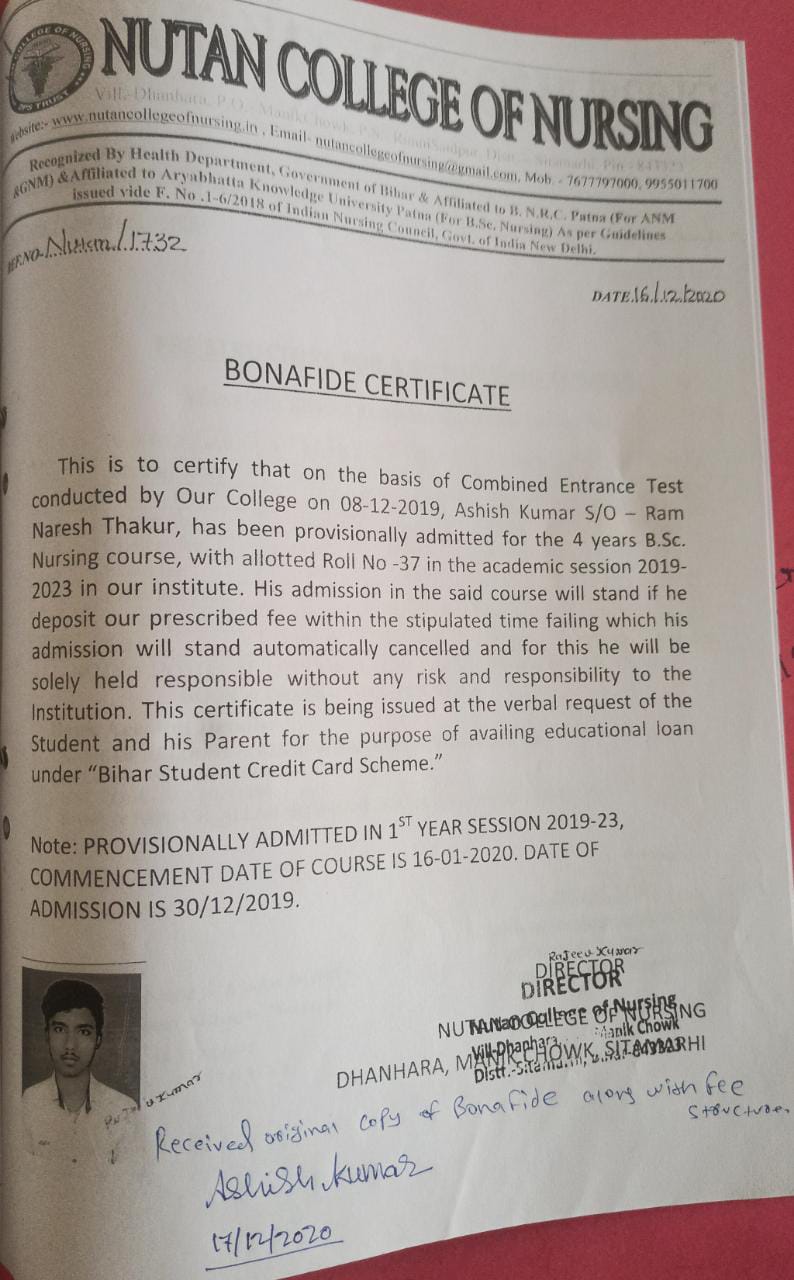 COLLEGE OF NURSING
TRUST
NUTAN COLLEGE OF NURSING
Vill.-Dhanhara, P.O.- Manik Chowk, P.S. Runni Saidpur, Distt.- Sitamarhi, Pin : 843323
website:- www.nutancollegeofnursing.in , Email- nutancollegeofnursing@gmail.com, Mob. - 7677797000, 9955011700
Recognized By Health Department, Government of Bihar & Affiliated to B. N.R.C. Patna (For ANM
&GNM) &Affiliated to Aryabhatta Knowledge University Patna (For B.Sc. Nursing) As per Guidelines
issued vide F. No .1-6/2018 of Indian Nursing Council, Govt. of India New Delhi.
REF.NO-Nutan/1732
DATE.16/12/2020
BONAFIDE CERTIFICATE
This is to certify that on the basis of Combined Entrance Test
conducted by Our College on 08-12-2019, Ashish Kumar S/O – Ram
Naresh Thakur, has been provisionally admitted for the 4 years B.Sc.
Nursing course, with allotted Roll No -37 in the academic session 2019-
2023 in our institute. His admission in the said course will stand if he
deposit our prescribed fee within the stipulated time failing which his
admission will stand automatically cancelled and for this he will be
solely held responsible without any risk and responsibility to the
Institution. This certificate is being issued at the verbal request of the
Student and his Parent for the purpose of availing educational loan
under “Bihar Student Credit Card Scheme.”
Note: PROVISIONALLY ADMITTED IN 1ST YEAR SESSION 2019-23,
COMMENCEMENT DATE OF COURSE IS 16-01-2020. DATE OF
ADMISSION IS 30/12/2019.
Rajeev Kumar
DIRECTOR
DIRECTOR
Nutan College of Nursing
NUTAN COLLEGE OF NURSING
Manik Chowk
DHANHARA, MANIK CHOWK, SITAMARHI
Kumar
Received original copy of Bonafide along with fee
Structure.
Ashish Kumar
17/12/2020